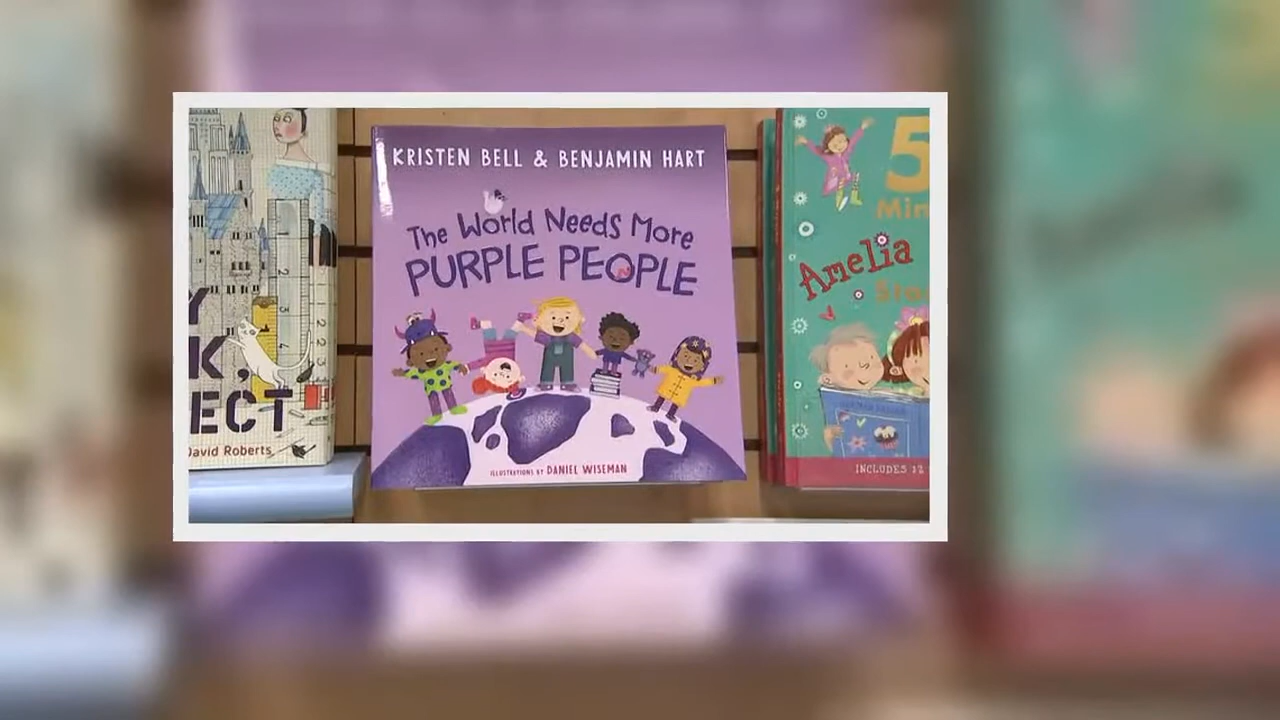 KRISTEN BELL & BENJAMIN HART
The World Needs More
PURPLE PEOPLE
ILLUSTRATIONS BY DANIEL WISEMAN
ECT
David Roberts
5
Amelia
INCLUDES 12